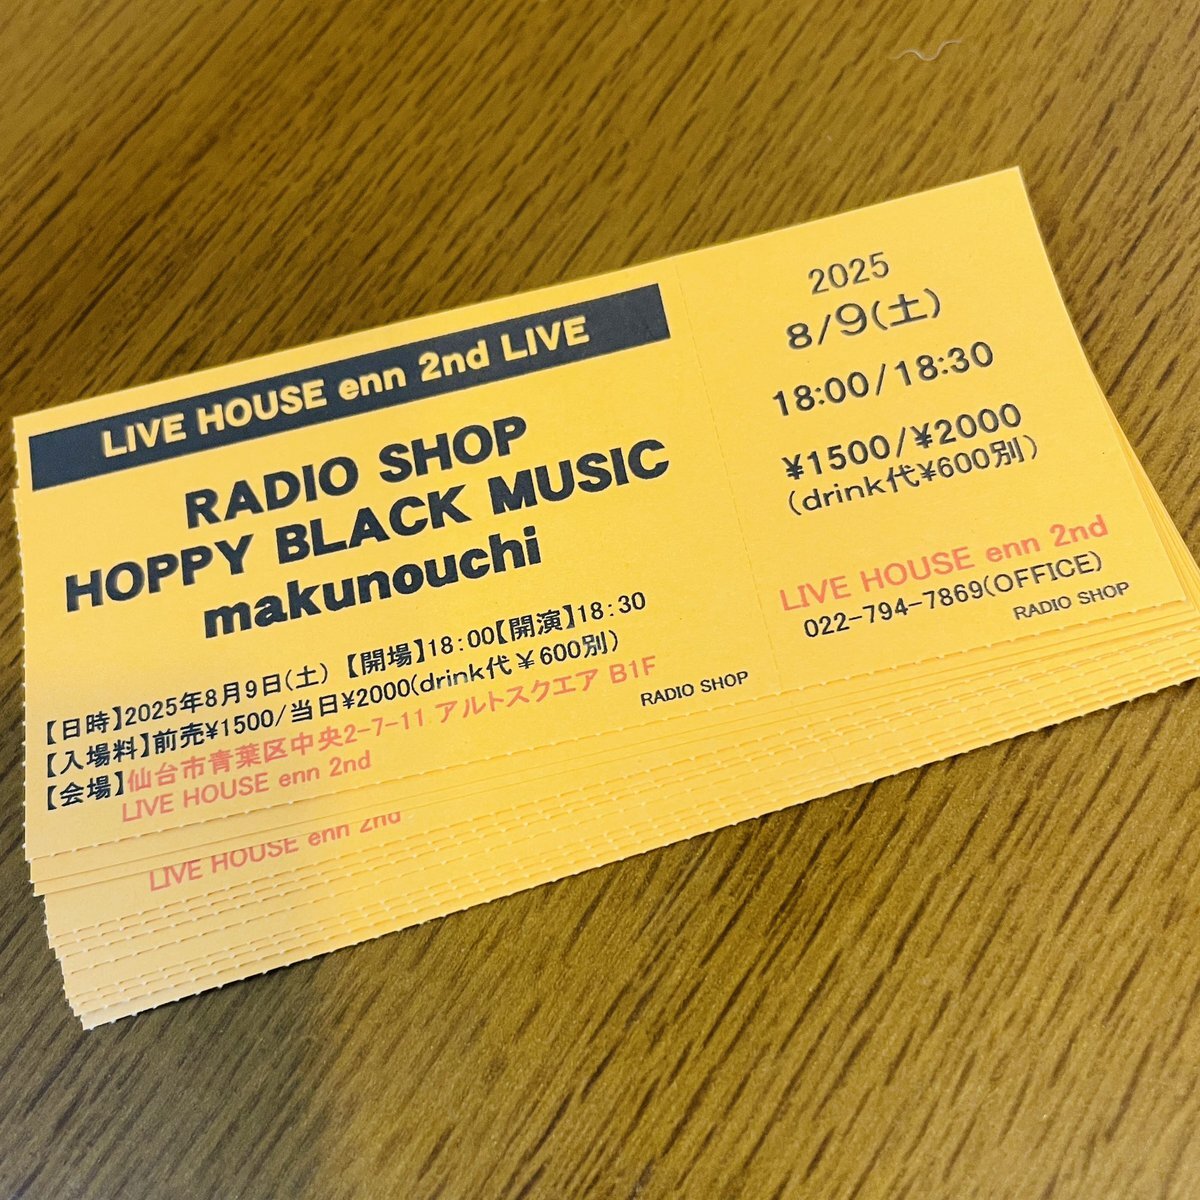 LIVE HOUSE enn 2nd LIVE
RADIO SHOP
HOPPY BLACK MUSIC
makunouchi
【日時】2025年8月9日(土) 【開場】18:00【開演】18:30
【入場料】前売¥1500/当日¥2000(drink代¥600別)
【会場】仙台市青葉区中央2-7-11 アルトスクエア B1F
LIVE HOUSE enn 2nd
RADIO SHOP
2025
8/9(土)
18:00/18:30
¥1500/¥2000
(drink代¥600別)
LIVE HOUSE enn 2nd
022-794-7869(OFFICE)
RADIO SHOP
LIVE HOUSE enn 2nd